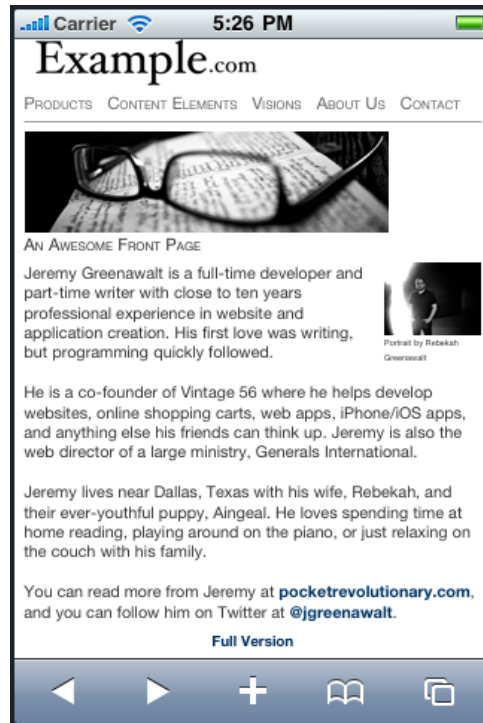 Carrier 5:26 PM
Example.com
Products Content Elements Visions About Us Contact
An Awesome Front Page
Jeremy Greenawalt is a full-time developer and
part-time writer with close to ten years
professional experience in website and
application creation. His first love was writing,
but programming quickly followed.
Portrait by Rebekah
Greenawalt
He is a co-founder of Vintage 56 where he helps develop
websites, online shopping carts, web apps, iPhone/iOS apps,
and anything else his friends can think up. Jeremy is also the
web director of a large ministry, Generals International.
Jeremy lives near Dallas, Texas with his wife, Rebekah, and
their ever-youthful puppy, Aingeal. He loves spending time at
home reading, playing around on the piano, or just relaxing on
the couch with his family.
You can read more from Jeremy at pocketrevolutionary.com,
and you can follow him on Twitter at @jgreenawalt.
Full Version